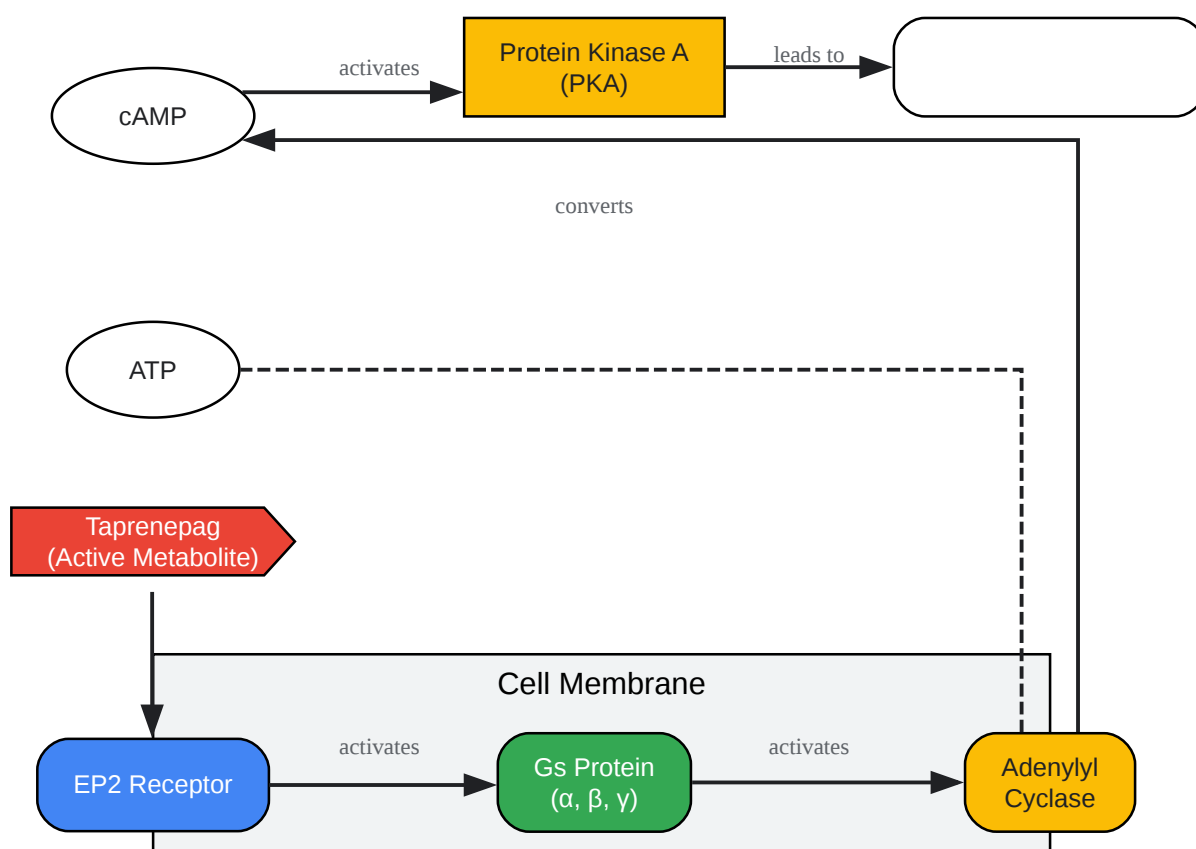 Protein Kinase A
(PKA)
activates
leads to
cAMP
converts
ATP
Taprenepag
(Active Metabolite)
Cell Membrane
EP2 Receptor
activates
Gs Protein
(α, β, γ)
activates
Adenylyl
Cyclase